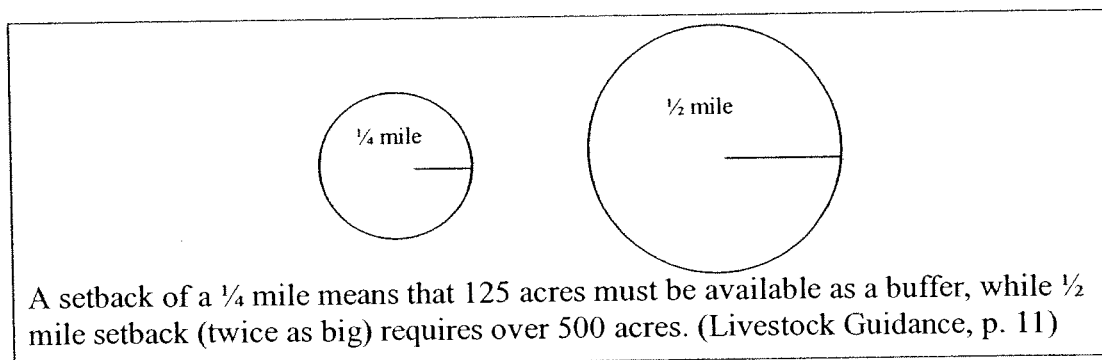 ¼ mile
½ mile
A setback of a ¼ mile means that 125 acres must be available as a buffer, while ½
mile setback (twice as big) requires over 500 acres. (Livestock Guidance, p. 11)